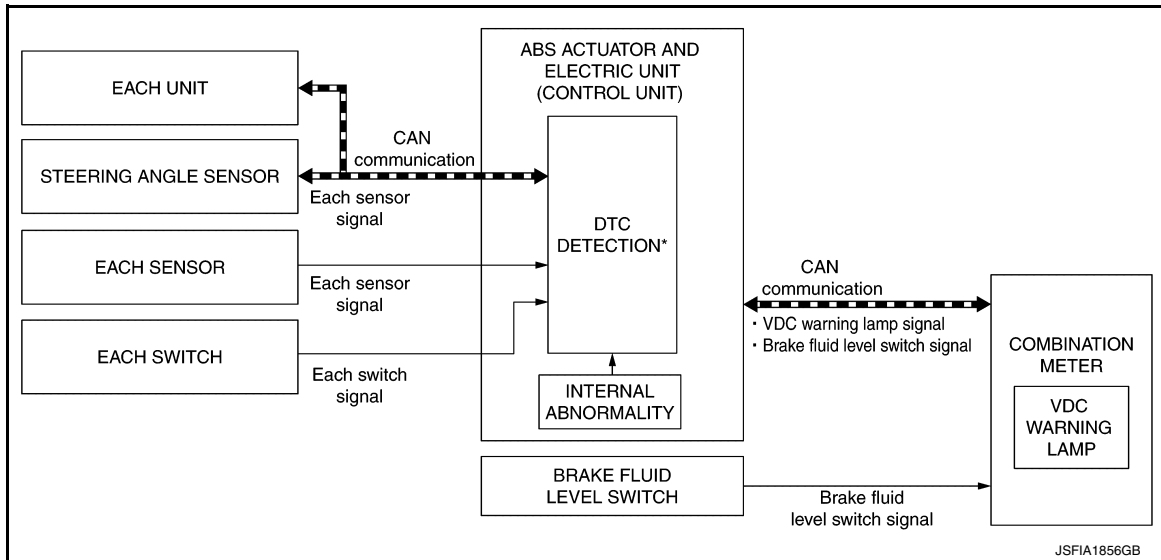 EACH UNIT
STEERING ANGLE SENSOR
EACH SENSOR
EACH SWITCH
CAN
communication
Each sensor
signal
Each sensor
signal
Each switch
signal
ABS ACTUATOR AND
ELECTRIC UNIT
(CONTROL UNIT)
DTC
DETECTION*
INTERNAL
ABNORMALITY
BRAKE FLUID
LEVEL SWITCH
CAN
communication
・VDC warning lamp signal
・Brake fluid level switch signal
Brake fluid
level switch signal
COMBINATION
METER
VDC
WARNING
LAMP
JSFIA1856GB